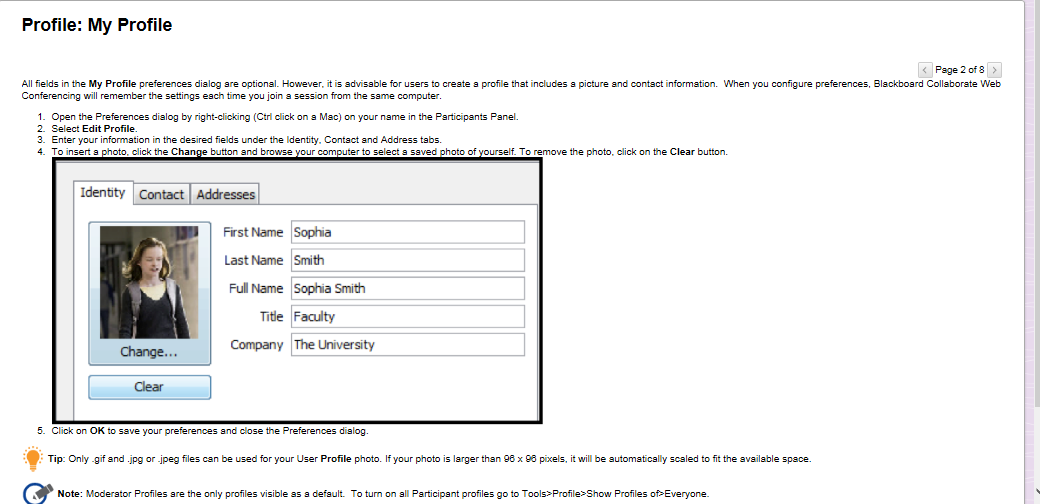 Profile: My Profile
< Page 2 of 8 >
All fields in the My Profile preferences dialog are optional. However, it is advisable for users to create a profile that includes a picture and contact information. When you configure preferences, Blackboard Collaborate Web
Conferencing will remember the settings each time you join a session from the same computer.
1. Open the Preferences dialog by right-clicking (Ctrl click on a Mac) on your name in the Participants Panel.
2. Select Edit Profile.
3. Enter your information in the desired fields under the Identity, Contact and Address tabs.
4. To insert a photo, click the Change button and browse your computer to select a saved photo of yourself. To remove the photo, click on the Clear button.
Identity Contact Addresses
First Name Sophia
Last Name Smith
Full Name Sophia Smith
Title Faculty
Company The University
Change...
Clear
5. Click on OK to save your preferences and close the Preferences dialog.
Tip: Only .gif and .jpg or .jpeg files can be used for your User Profile photo. If your photo is larger than 96 x 96 pixels, it will be automatically scaled to fit the available space.
Note: Moderator Profiles are the only profiles visible as a default. To turn on all Participant profiles go to Tools>Profile>Show Profiles of>Everyone.